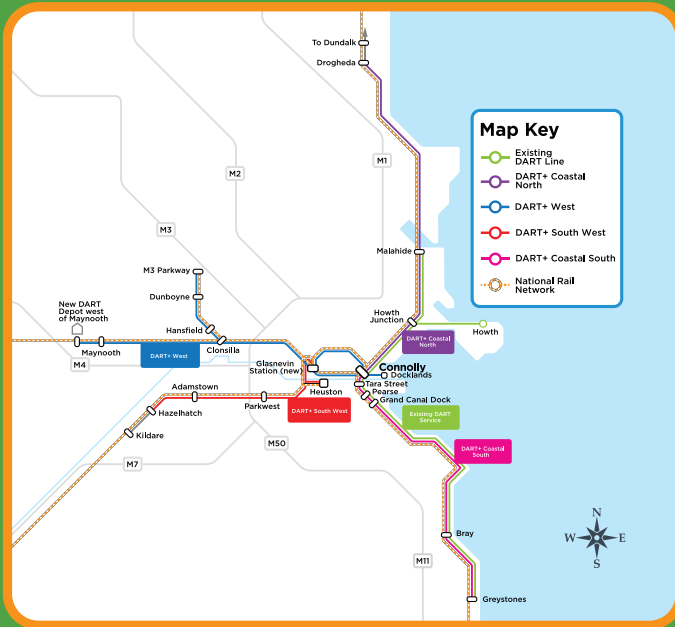 To Dundalk
Drogheda
Map Key
Existing
DART Line
DART+ Coastal
North
DART+ West
DART+ South West
DART+ Coastal South
National Rail
Network
M1
M2
M3
Malahide
M3 Parkway
Dunboyne
New DART
Depot west
of Maynooth
Hansfield
Howth
Junction
Howth
DART+ Coastal
North
Maynooth
DART+ West
Clonsilla
M4
Glasnevin
Station (new)
Connolly
Docklands
Tara Street
Pearse
Grand Canal Dock
Heuston
Adamstown
Hazelhatch
Parkwest
DART+ South West
Existing DART
Service
Kildare
M50
M7
DART+ Coastal
South
Bray
M11
Greystones
N
W
E
S